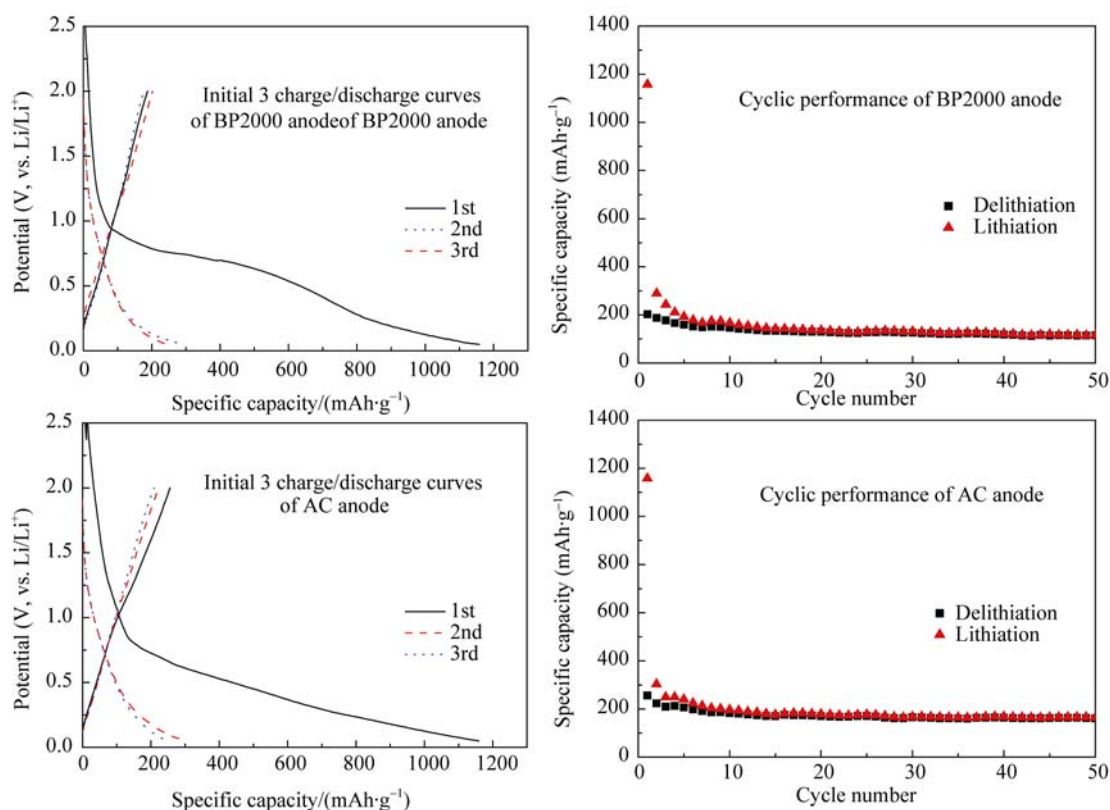 2.5
2.0
1.5
1.0
0.5
0.0
Potential (V, vs. Li/Li⁺)
Initial 3 charge/discharge curves
of BP2000 anodeof BP2000 anode
1st
2nd
3rd
0 200 400 600 800 1000 1200
Specific capacity/(mAh·g⁻¹)
1400
1200
1000
800
600
400
200
0
Specific capacity (mAh·g⁻¹)
Cyclic performance of BP2000 anode
Delithiation
Lithiation
0 10 20 30 40 50
Cycle number
2.5
2.0
1.5
1.0
0.5
0.0
Potential (V, vs. Li/Li⁺)
Initial 3 charge/discharge curves
of AC anode
1st
2nd
3rd
0 200 400 600 800 1000 1200
Specific capacity/(mAh·g⁻¹)
1400
1200
1000
800
600
400
200
0
Specific capacity (mAh·g⁻¹)
Cyclic performance of AC anode
Delithiation
Lithiation
0 10 20 30 40 50
Cycle number